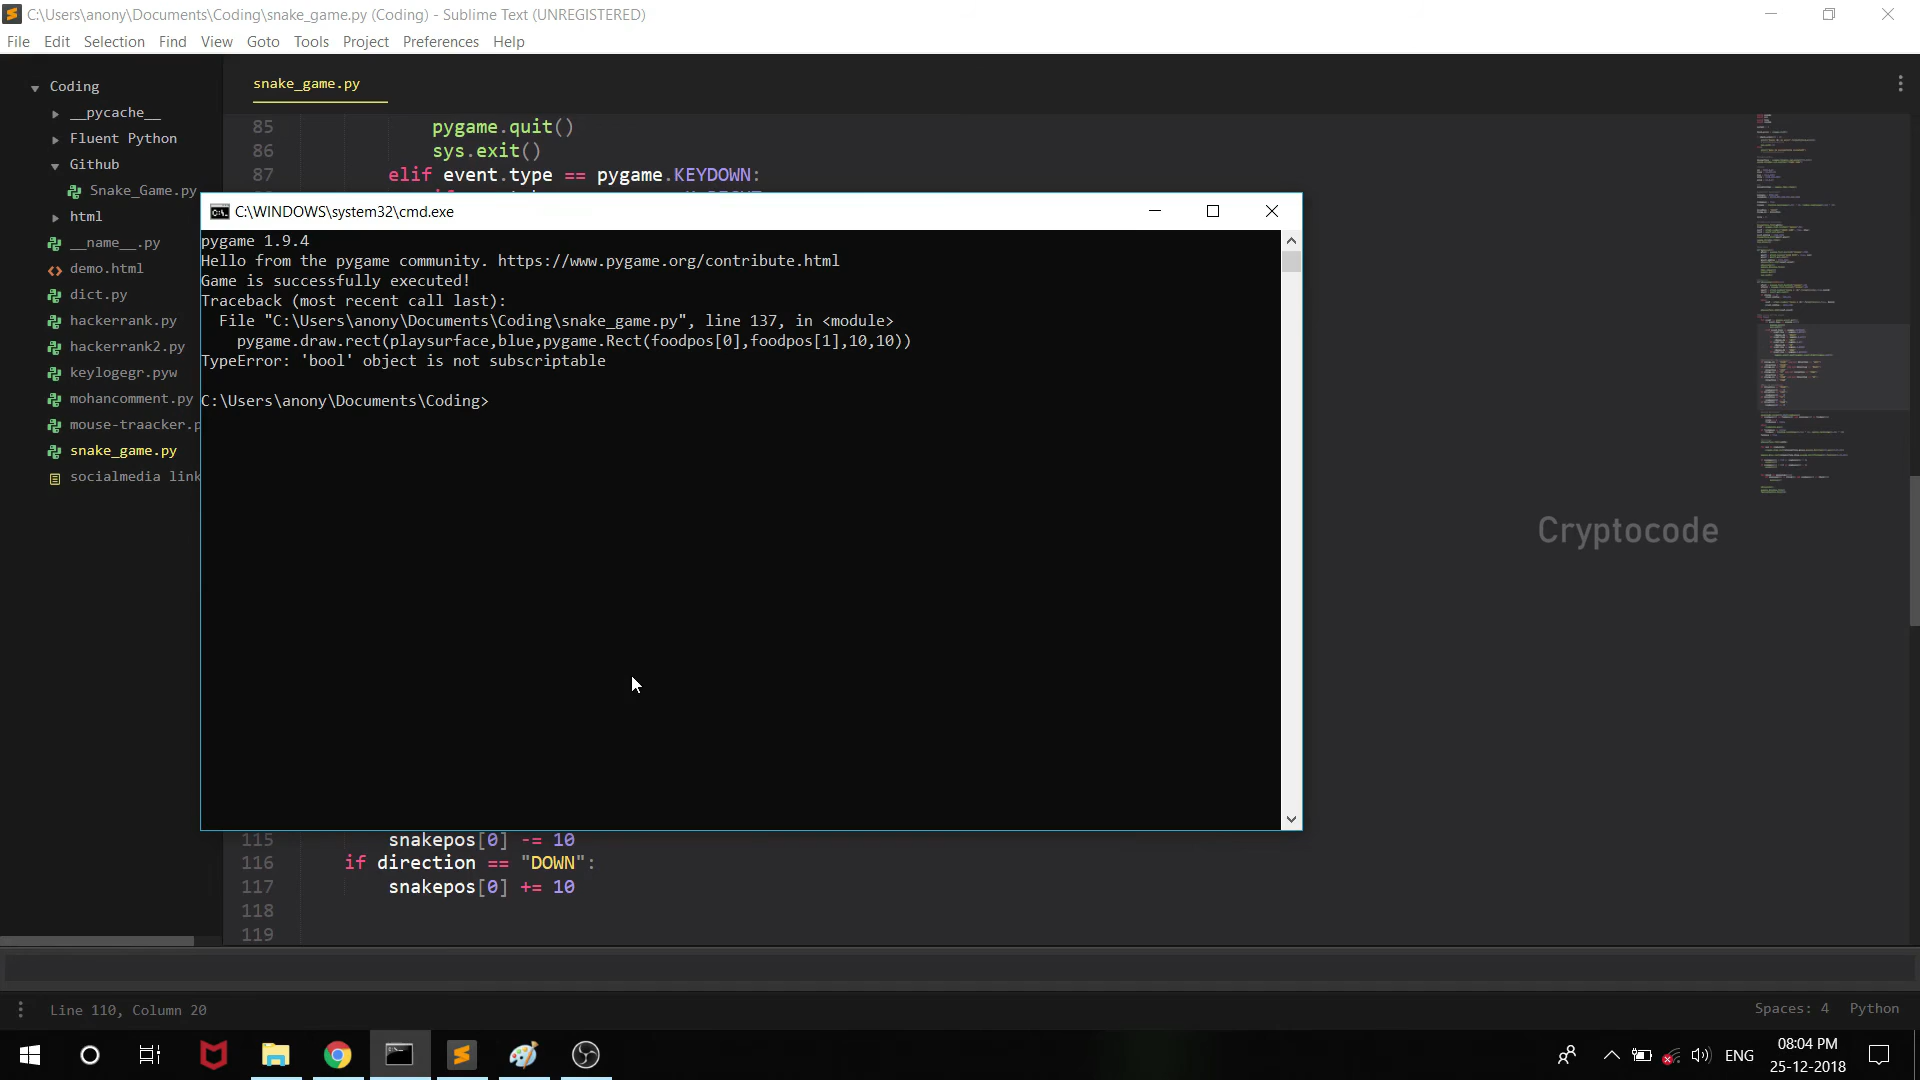 C:\Users\anony\Documents\Coding\snake_game.py (Coding) - Sublime Text (UNREGISTERED)
File Edit Selection Find View Goto Tools Project Preferences Help
Coding
__pycache__
Fluent Python
Github
Snake_Game.py
html
__name__.py
demo.html
dict.py
hackerrank.py
hackerrank2.py
keylogegr.pyw
mohancomment.py
mouse-traacker.p
snake_game.py
socialmedia link
snake_game.py
85 pygame.quit()
86 sys.exit()
87 elif event.type == pygame.KEYDOWN:
C:\WINDOWS\system32\cmd.exe
pygame 1.9.4
Hello from the pygame community. https://www.pygame.org/contribute.html
Game is successfully executed!
Traceback (most recent call last):
File "C:\Users\anony\Documents\Coding\snake_game.py", line 137, in <module>
pygame.draw.rect(playsurface,blue,pygame.Rect(foodpos[0],foodpos[1],10,10))
TypeError: 'bool' object is not subscriptable
C:\Users\anony\Documents\Coding>
Cryptocode
115 snakepos[0] -= 10
116 if direction == "DOWN":
117 snakepos[0] += 10
118
119
Line 110, Column 20
Spaces: 4 Python
ENG
08:04 PM
25-12-2018